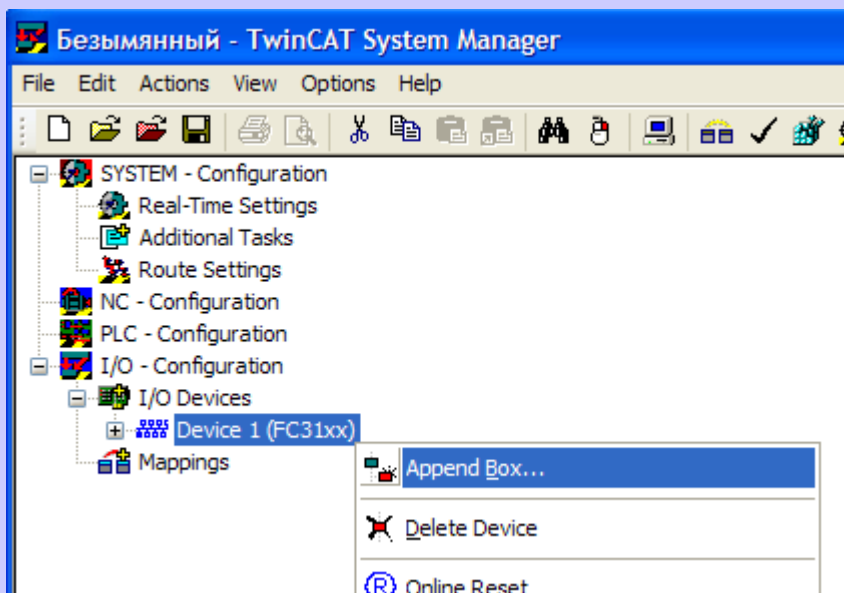 Безымянный - TwinCAT System Manager
File Edit Actions View Options Help
SYSTEM - Configuration
Real-Time Settings
Additional Tasks
Route Settings
NC - Configuration
PLC - Configuration
I/O - Configuration
I/O Devices
Device 1 (FC31xx)
Mappings
Append Box...
Delete Device
® Online Reset